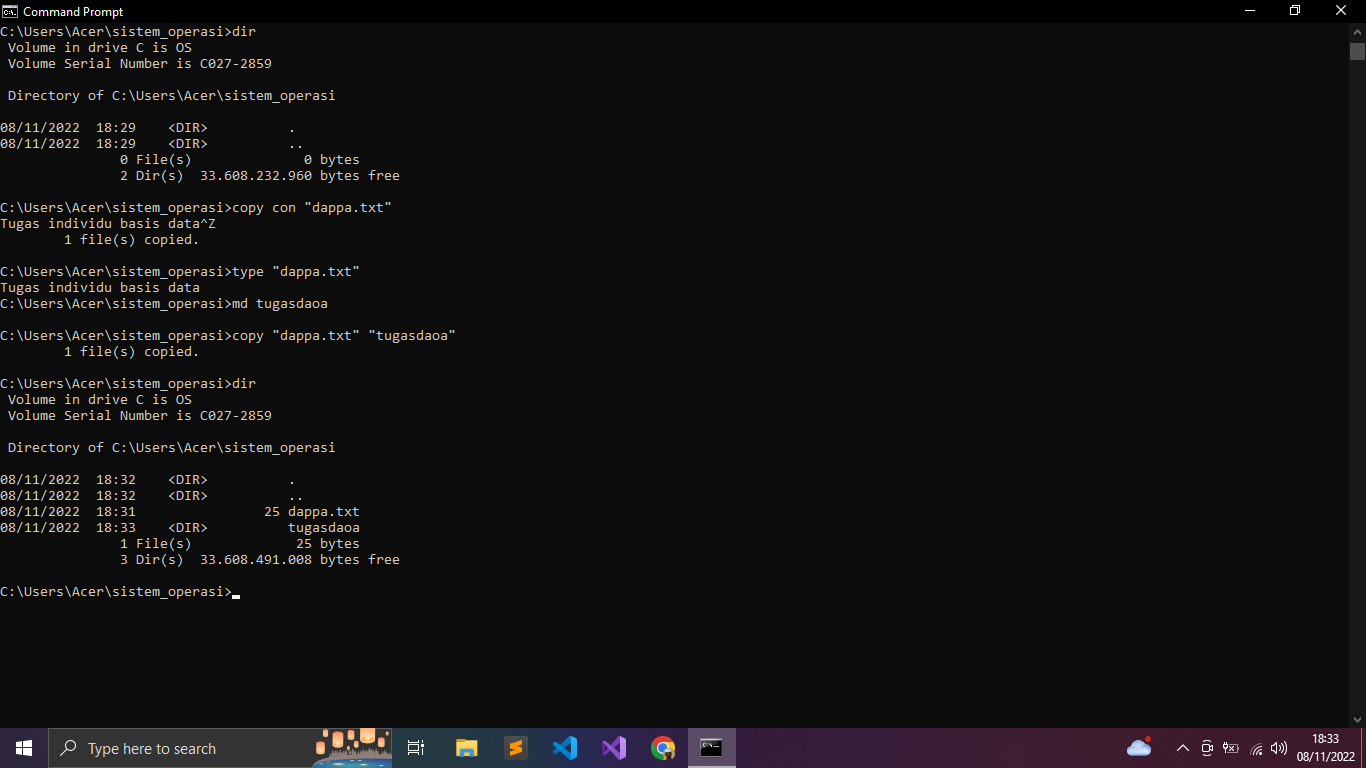 Command Prompt
C:\Users\Acer\sistem_operasi>dir
 Volume in drive C is OS
 Volume Serial Number is C027-2859

 Directory of C:\Users\Acer\sistem_operasi

08/11/2022  18:29    <DIR>          .
08/11/2022  18:29    <DIR>          ..
               0 File(s)              0 bytes
               2 Dir(s)  33.608.232.960 bytes free

C:\Users\Acer\sistem_operasi>copy con "dappa.txt"
Tugas individu basis data^Z
        1 file(s) copied.

C:\Users\Acer\sistem_operasi>type "dappa.txt"
Tugas individu basis data
C:\Users\Acer\sistem_operasi>md tugasdaoa

C:\Users\Acer\sistem_operasi>copy "dappa.txt" "tugasdaoa"
        1 file(s) copied.

C:\Users\Acer\sistem_operasi>dir
 Volume in drive C is OS
 Volume Serial Number is C027-2859

 Directory of C:\Users\Acer\sistem_operasi

08/11/2022  18:32    <DIR>          .
08/11/2022  18:32    <DIR>          ..
08/11/2022  18:31                25 dappa.txt
08/11/2022  18:33    <DIR>          tugasdaoa
               1 File(s)             25 bytes
               3 Dir(s)  33.608.491.008 bytes free

C:\Users\Acer\sistem_operasi>
Type here to search
18:33
08/11/2022